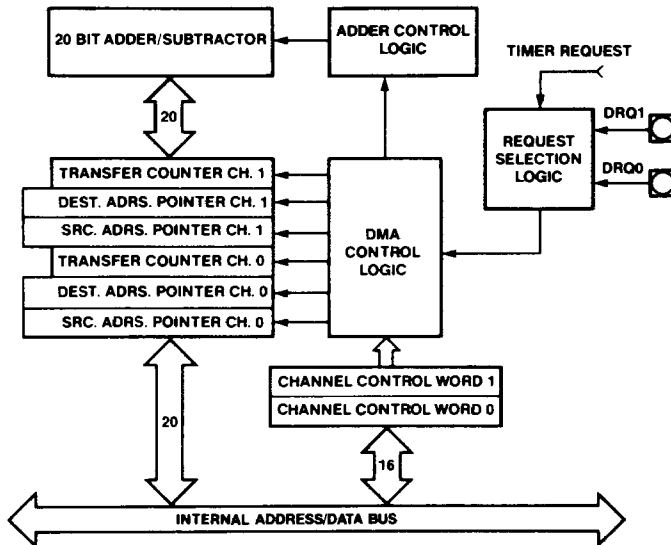 20 BIT ADDER/SUBTRACTOR
ADDER CONTROL
LOGIC
TIMER REQUEST
20
DRQ1
REQUEST
SELECTION
LOGIC
DRQ0
TRANSFER COUNTER CH. 1
DEST. ADRS. POINTER CH. 1
SRC. ADRS. POINTER CH. 1
TRANSFER COUNTER CH. 0
DEST. ADRS. POINTER CH. 0
SRC. ADRS. POINTER CH. 0
DMA
CONTROL
LOGIC
CHANNEL CONTROL WORD 1
CHANNEL CONTROL WORD 0
20
16
INTERNAL ADDRESS/DATA BUS